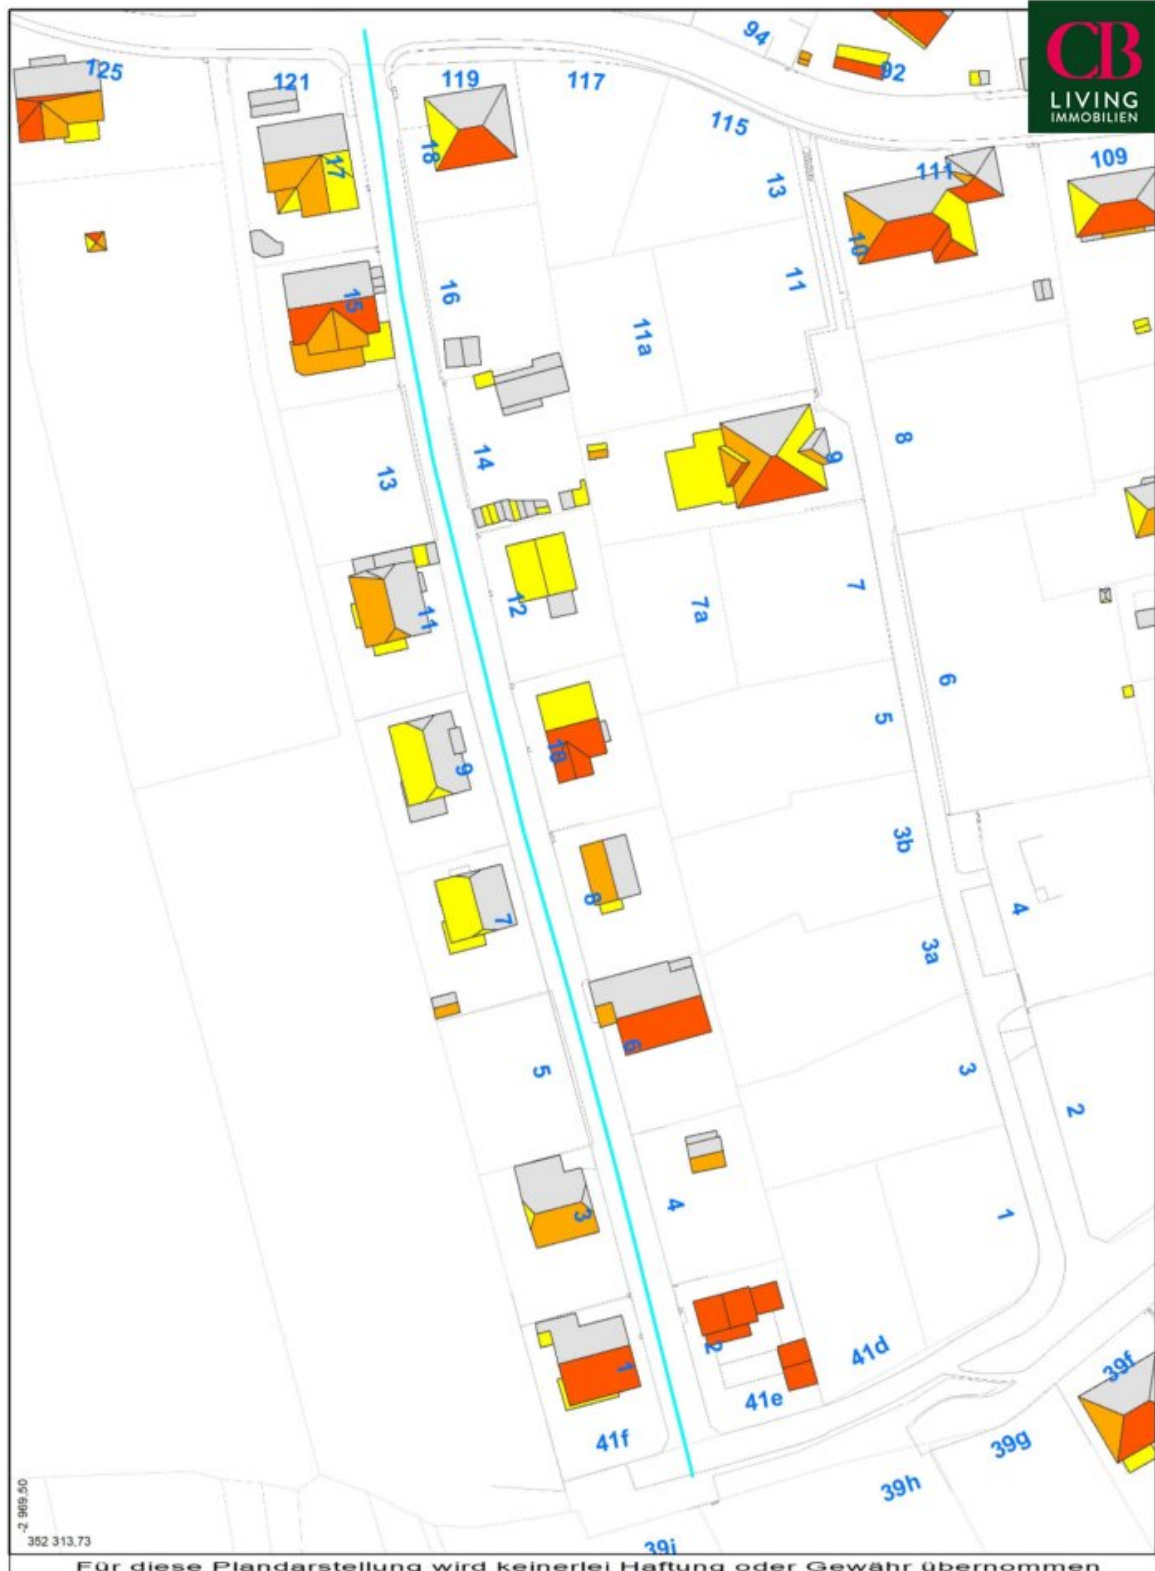 CB
LIVING
IMMOBILIEN
94
92
125
121
119
117
115
18
17
13
111
109
10
15
16
11
11a
8
14
9
13
12
7a
7
11
6
5
10
9
3b
8
7
4
3a
6
5
3
2
4
3
1
2
1
41d
39f
41e
41f
39g
39h
39i
-2 969,50
352 313,73
Für diese Plandarstellung wird keinerlei Haftung oder Gewähr übernommen